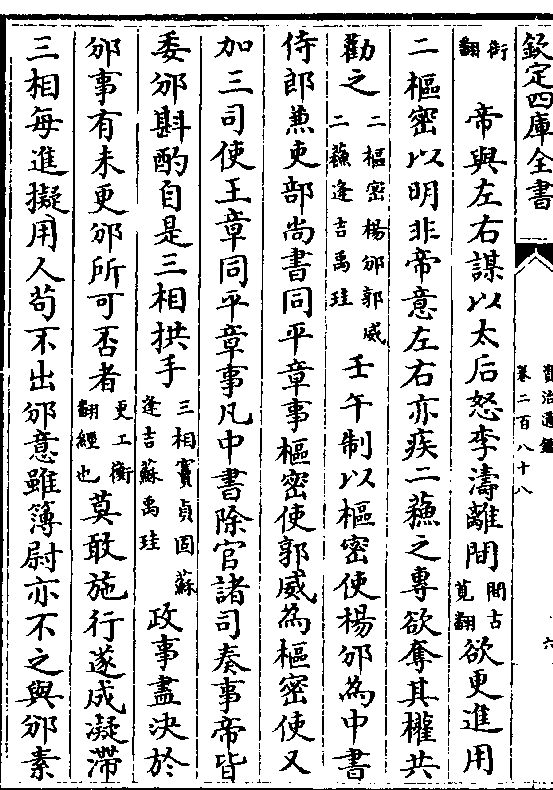 欽定四庫全書
資治通鑑
卷二百八十八
六
衡翻 帝與左右謀以太后怒李濤離間間古莧翻欲更進用
二樞密以明非帝意左右亦疾二蘇之專欲奪其權共
勸之二樞密楊邠郭威二蘇逢吉禹珪壬午制以樞密使楊邠為中書
侍郎兼吏部尚書同平章事樞密使郭威為樞密使又
加三司使王章同平章事凡中書除官諸司奏事帝皆
委邠斟酌自是三相拱手三相竇貞固蘇逢吉蘇禹珪政事盡決於
邠事有未更邠所可否者更工衡翻經也莫敢施行遂成凝滯
三相每進擬用人苟不出邠意雖簿尉亦不之與邠素